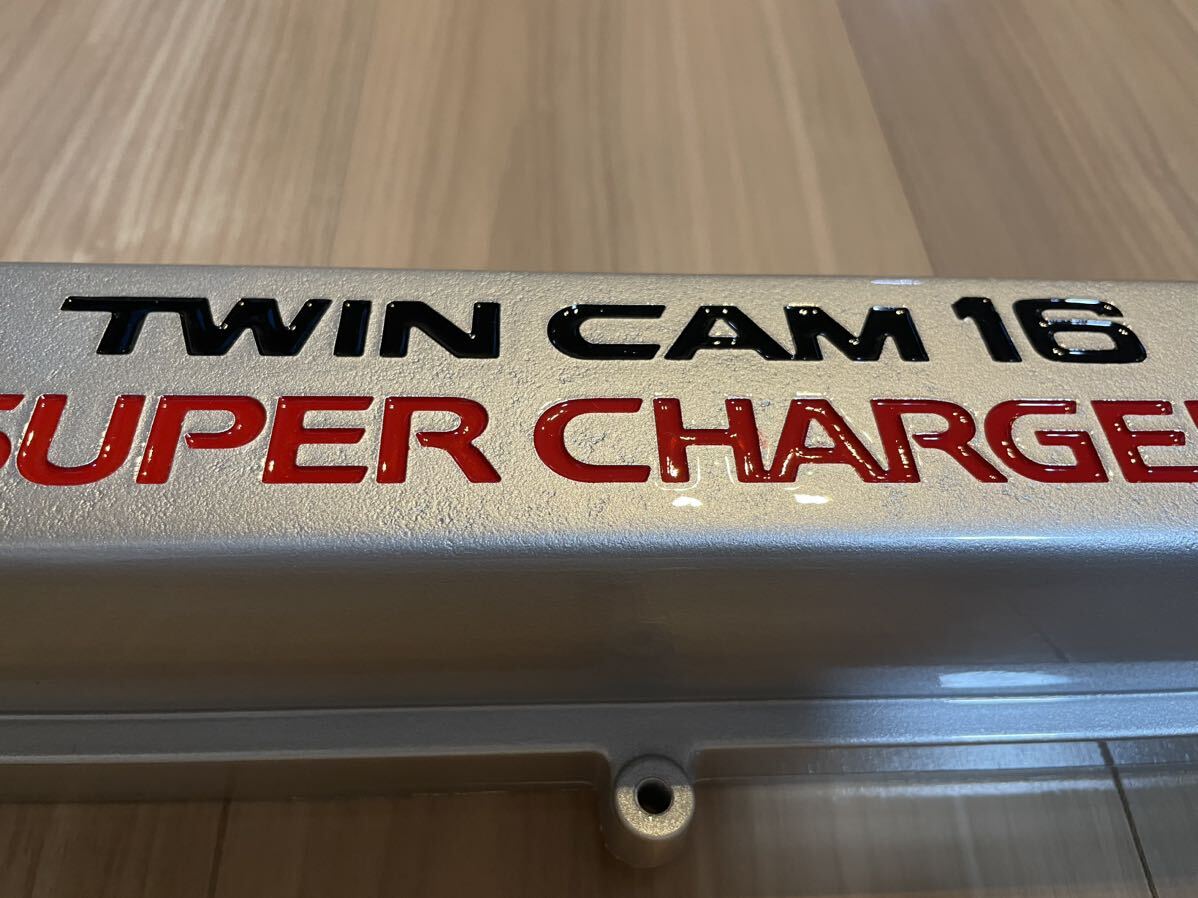 TWIN CAM 16
SUPER CHARGE